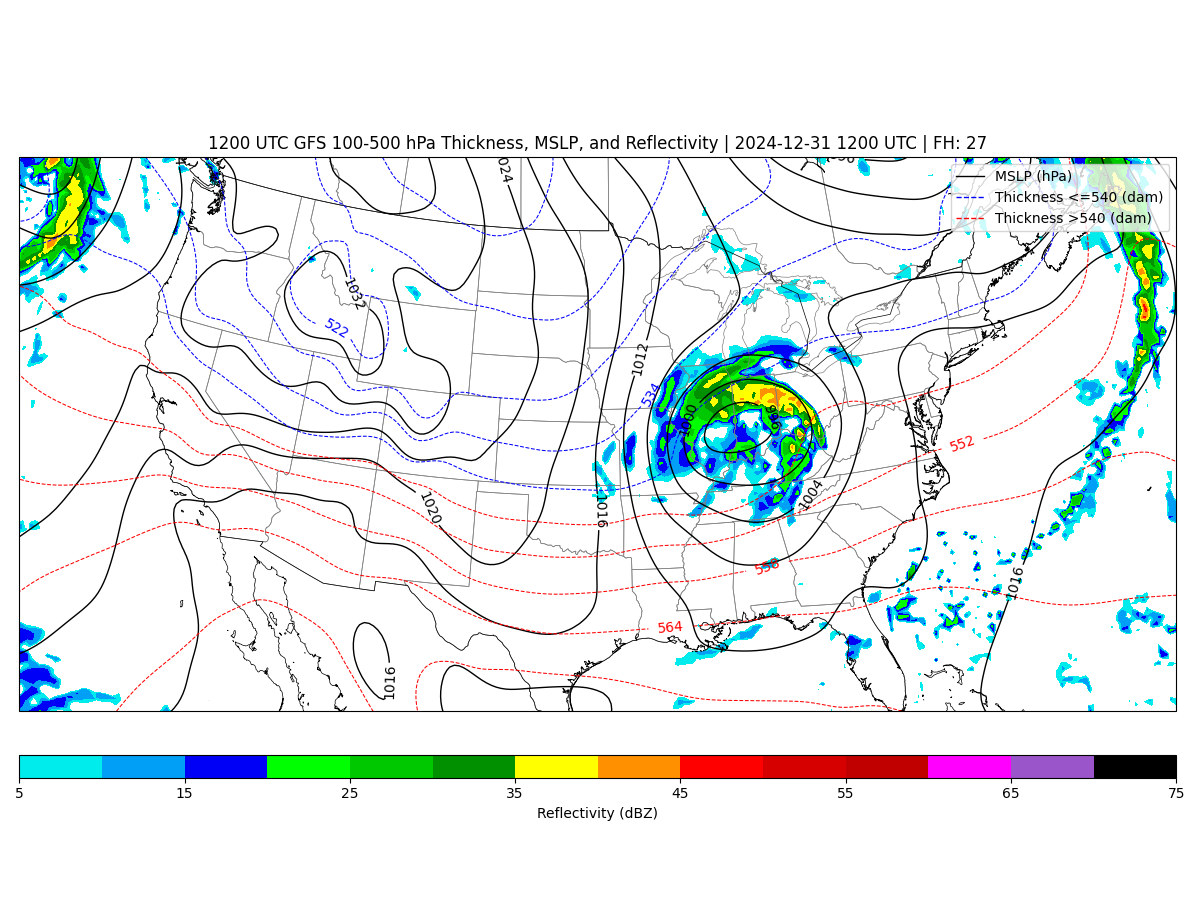 1200 UTC GFS 100-500 hPa Thickness, MSLP, and Reflectivity | 2024-12-31 1200 UTC | FH: 27
MSLP (hPa)
Thickness <=540 (dam)
Thickness >540 (dam)
1024
1032
522
1012
534
996
552
1004
1020
1016
558
1016
564
1016
5 15 25 35 45 55 65 75
Reflectivity (dBZ)